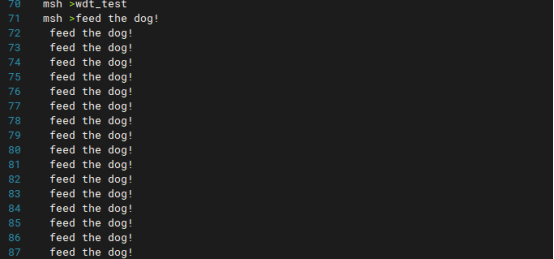 70 msh >wdt_test
71 msh >feed the dog!
72 feed the dog!
73 feed the dog!
74 feed the dog!
75 feed the dog!
76 feed the dog!
77 feed the dog!
78 feed the dog!
79 feed the dog!
80 feed the dog!
81 feed the dog!
82 feed the dog!
83 feed the dog!
84 feed the dog!
85 feed the dog!
86 feed the dog!
87 feed the dog!